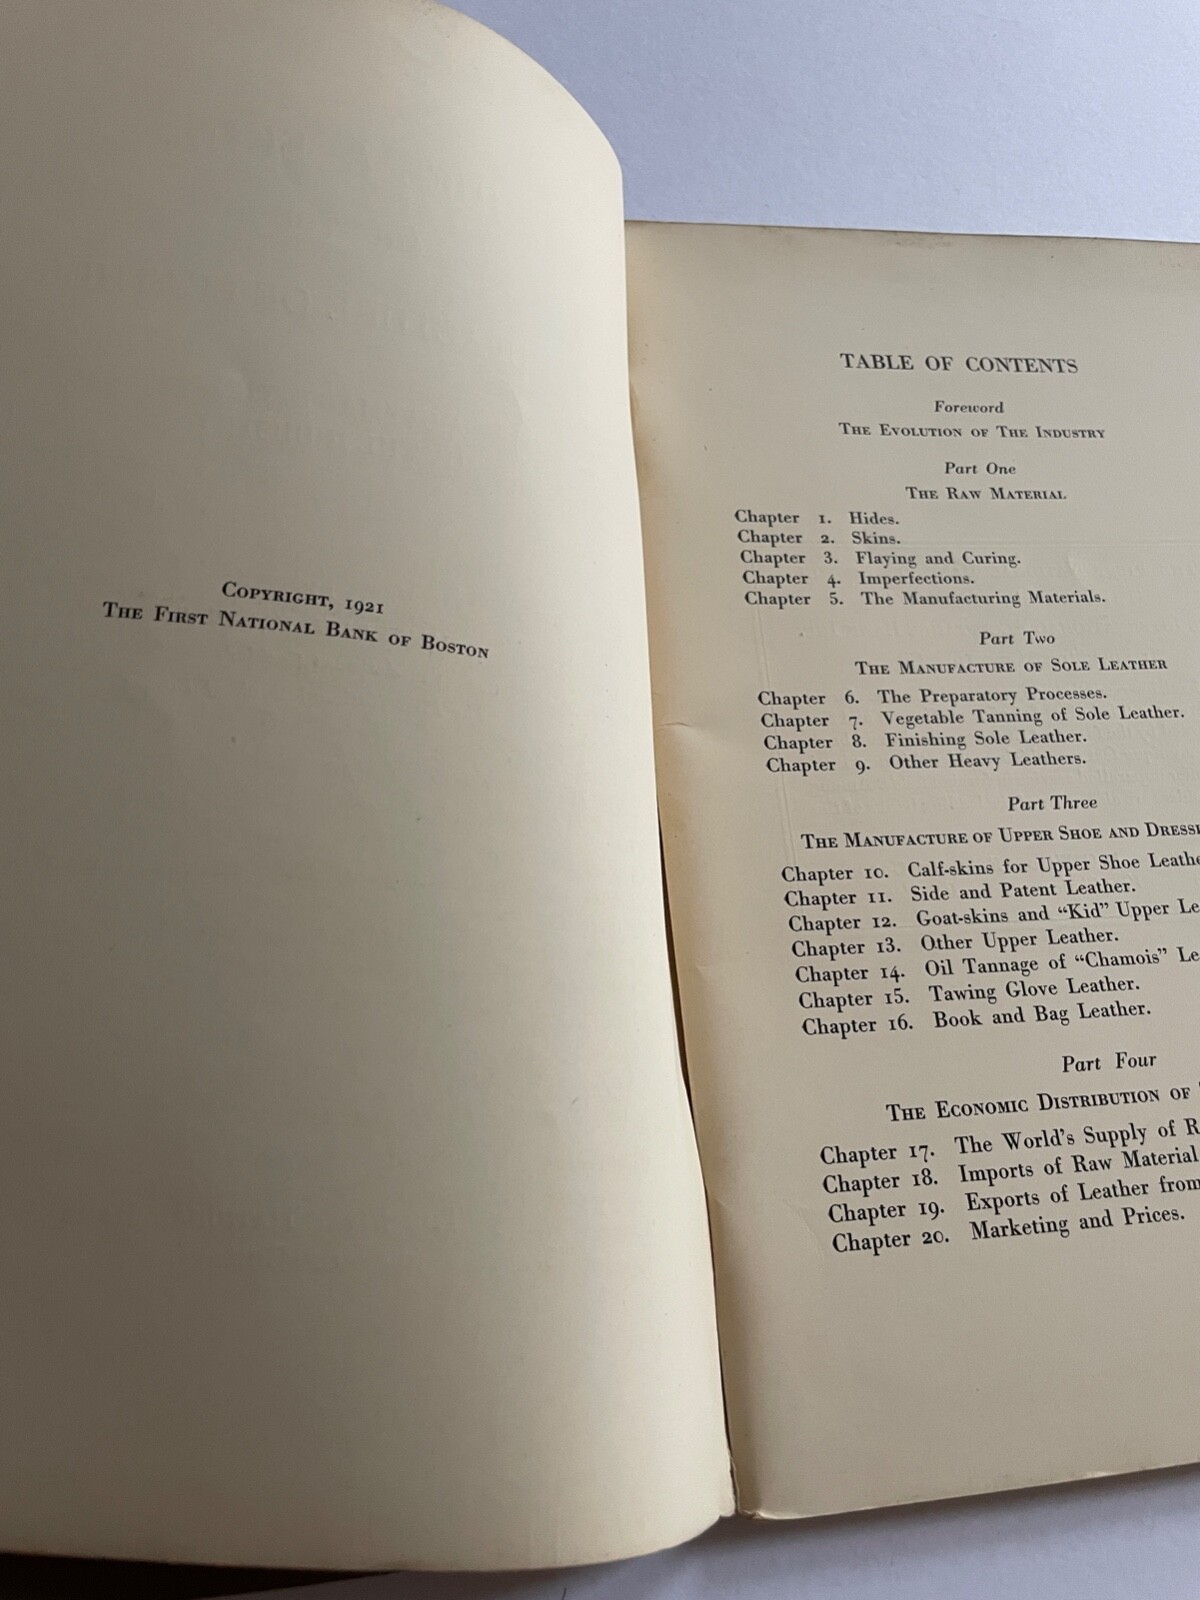 Copyright, 1921
The First National Bank of Boston
TABLE OF CONTENTS
Foreword
The Evolution of The Industry
Part One
The Raw Material
Chapter 1. Hides.
Chapter 2. Skins.
Chapter 3. Flaying and Curing.
Chapter 4. Imperfections.
Chapter 5. The Manufacturing Materials.
Part Two
The Manufacture of Sole Leather
Chapter 6. The Preparatory Processes.
Chapter 7. Vegetable Tanning of Sole Leather.
Chapter 8. Finishing Sole Leather.
Chapter 9. Other Heavy Leathers.
Part Three
The Manufacture of Upper Shoe and
Chapter 10. Calf-skins for Upper Shoe
Chapter 11. Side and Patent Leather.
Chapter 12. Goat-skins and "Kid" Upper
Chapter 13. Other Upper Leather.
Chapter 14. Oil Tannage of "Chamois"
Chapter 15. Tawing Glove Leather.
Chapter 16. Book and Bag Leather.
Part Four
The Economic Distribution of
Chapter 17. The World's Supply of
Chapter 18. Imports of Raw Material
Chapter 19. Exports of Leather from
Chapter 20. Marketing and Prices.